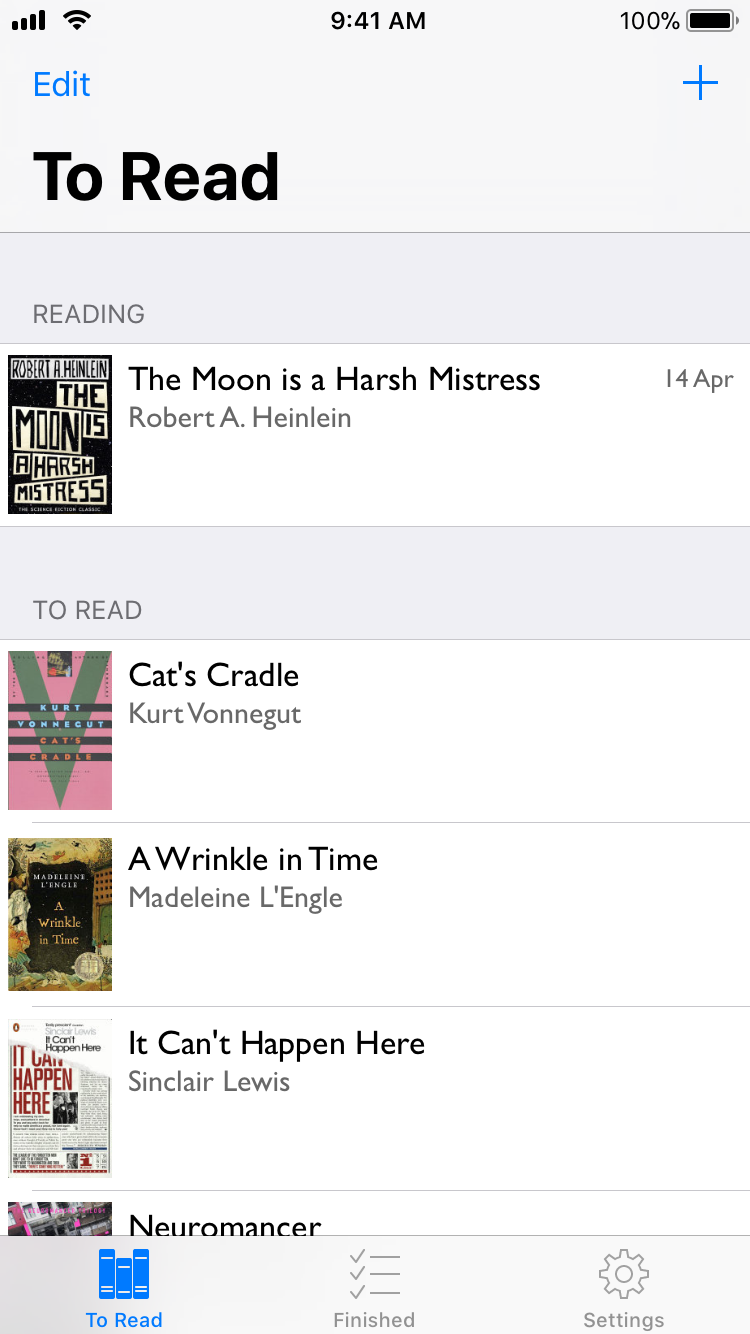 9:41 AM
100%
Edit
To Read
READING
ROBERT A. HEINLEIN
THE
MOON IS
A HARSH
MISTRESS
THE SCIENCE FICTION CLASSIC
The Moon is a Harsh Mistress
14 Apr
Robert A. Heinlein
TO READ
KURT
VONNEGUT
CAT'S
CRADLE
Cat's Cradle
Kurt Vonnegut
MADELEINE
L'ENGLE
A
Wrinkle
in Time
A Wrinkle in Time
Madeleine L'Engle
Sinclair Lewis
It Can't
Happen Here
IT CAN'T
HAPPEN
HERE
It Can't Happen Here
Sinclair Lewis
Neuromancer
To Read
Finished
Settings